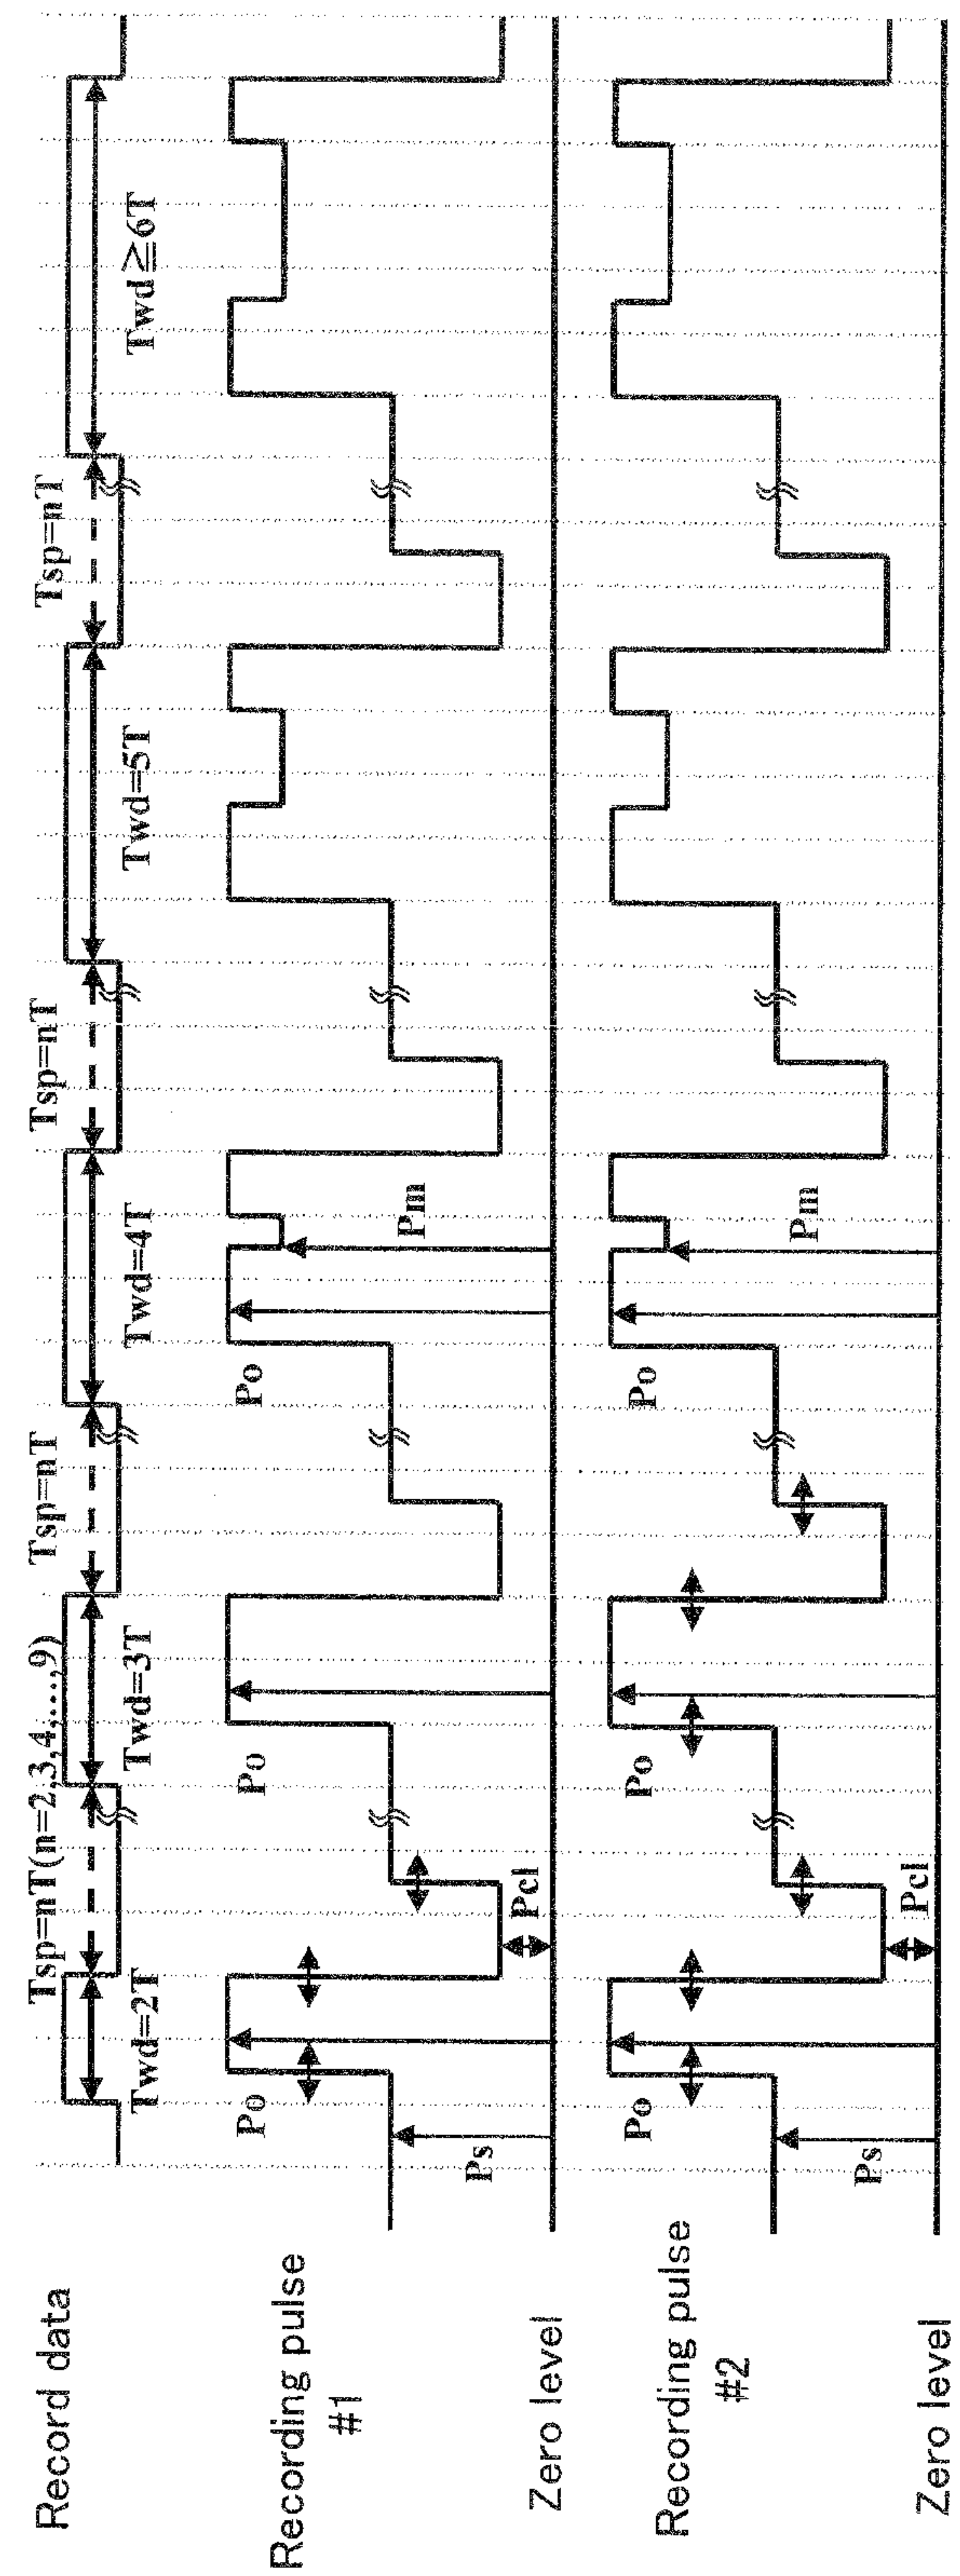 Record data
Tsp=nT(n=2,3,4,...,9)
Tsp=nT
Tsp=nT
Tsp=nT
Twd=2T
Twd=3T
Twd=4T
Twd=5T
Twd≧6T
Recording pulse
#1
Po
Po
Po
Pm
Ps
Pcl
Zero level
Recording pulse
#2
Po
Po
Po
Pm
Ps
Pcl
Zero level